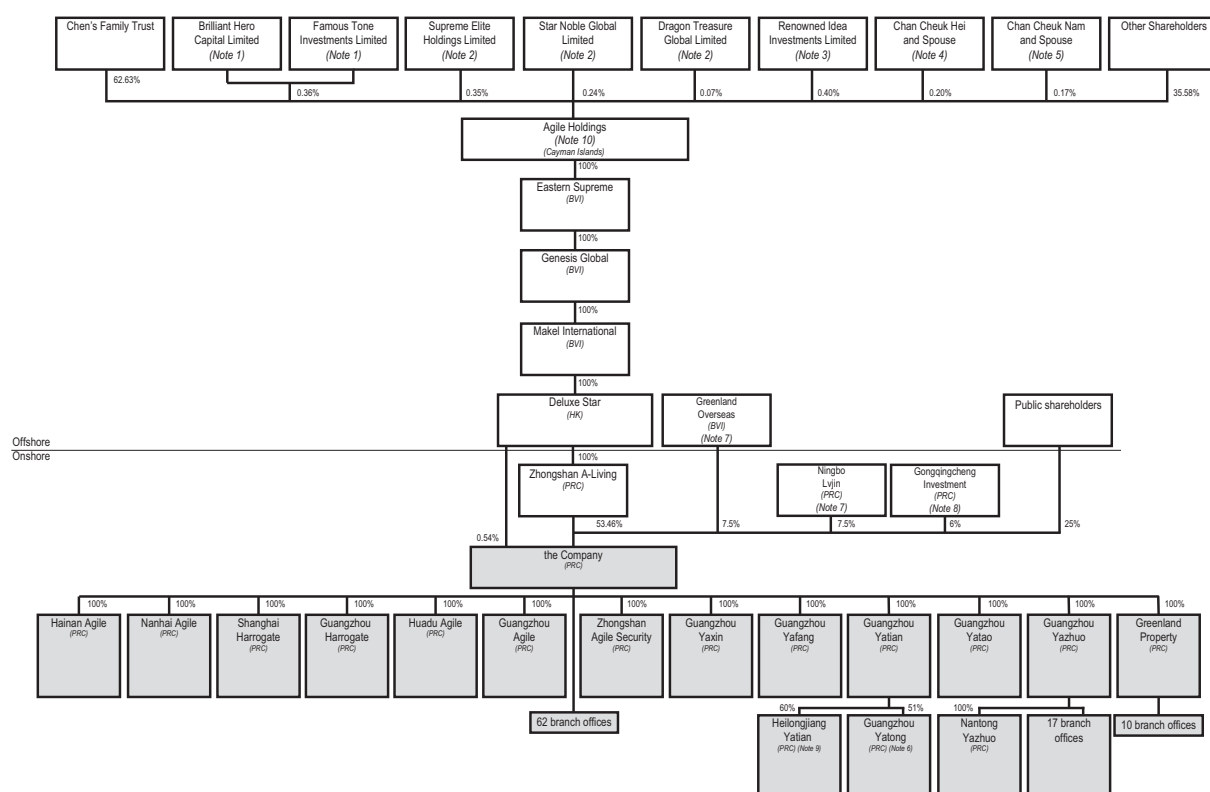 Chen's Family Trust
Brilliant Hero
Capital Limited
(Note 1)
Famous Tone
Investments Limited
(Note 1)
Supreme Elite
Holdings Limited
(Note 2)
Star Noble Global
Limited
(Note 2)
Dragon Treasure
Global Limited
(Note 2)
Renowned Idea
Investments Limited
(Note 3)
Chan Cheuk Hei
and Spouse
(Note 4)
Chan Cheuk Nam
and Spouse
(Note 5)
Other Shareholders
62.63%
0.36%
0.35%
0.24%
0.07%
0.40%
0.20%
0.17%
35.58%
Agile Holdings
(Note 10)
(Cayman Islands)
100%
Eastern Supreme
(BVI)
100%
Genesis Global
(BVI)
100%
Makel International
(BVI)
100%
Deluxe Star
(HK)
Greenland
Overseas
(BVI)
(Note 7)
Public shareholders
Offshore
Onshore
100%
Zhongshan A-Living
(PRC)
Ningbo
Lvjin
(PRC)
(Note 7)
Gongqingcheng
Investment
(PRC)
(Note 8)
0.54%
53.46%
7.5%
7.5%
6%
25%
the Company
(PRC)
100%
100%
100%
100%
100%
100%
100%
100%
100%
100%
100%
100%
100%
Hainan Agile
(PRC)
Nanhai Agile
(PRC)
Shanghai
Harrogate
(PRC)
Guangzhou
Harrogate
(PRC)
Huadu Agile
(PRC)
Guangzhou
Agile
(PRC)
Zhongshan
Agile Security
(PRC)
Guangzhou
Yaxin
(PRC)
Guangzhou
Yafang
(PRC)
Guangzhou
Yatian
(PRC)
Guangzhou
Yatao
(PRC)
Guangzhou
Yazhuo
(PRC)
Greenland
Property
(PRC)
62 branch offices
60%
51%
100%
Heilongjiang
Yatian
(PRC) (Note 9)
Guangzhou
Yatong
(PRC) (Note 6)
Nantong
Yazhuo
(PRC)
17 branch
offices
10 branch offices